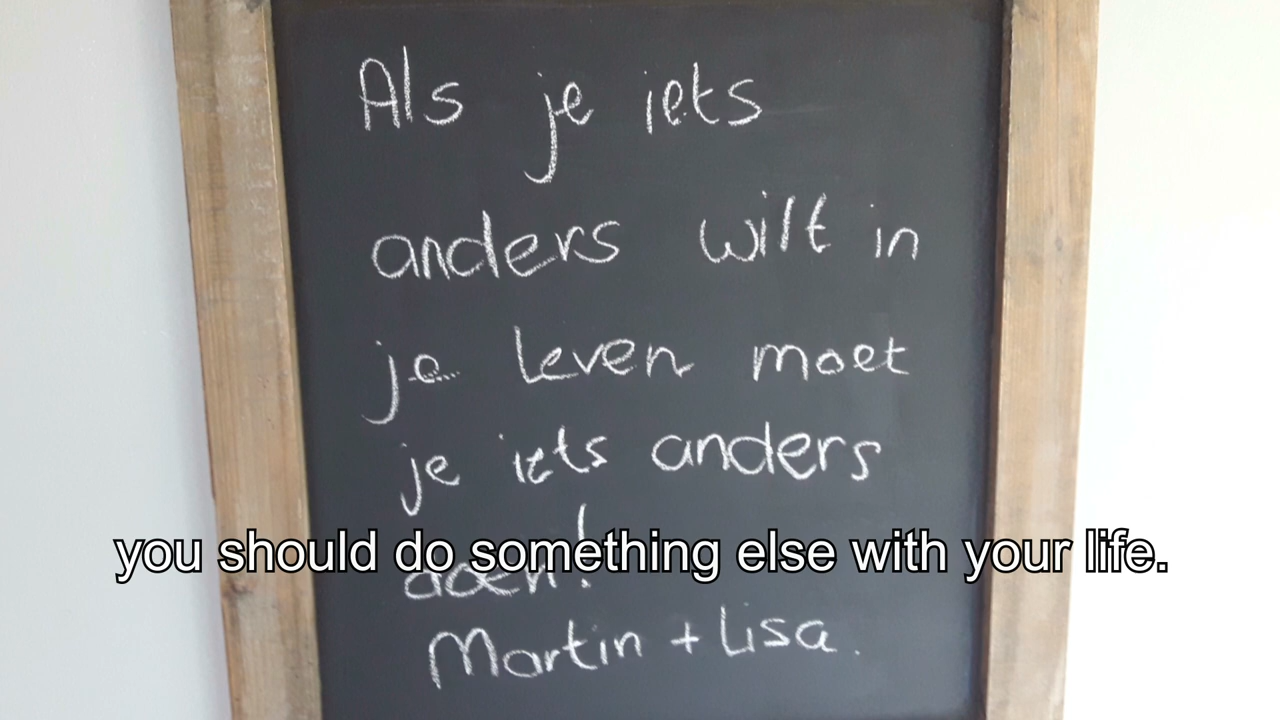 Als je iets
anders wilt in
je leven moet
je iets anders
doen!
you should do something else with your life.
Martin + Lisa.